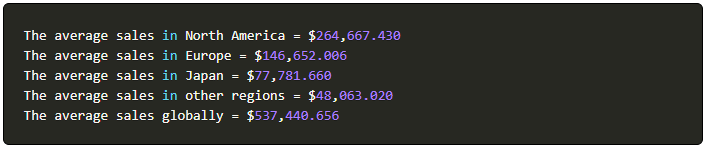 The average sales in North America = $264,667.430
The average sales in Europe = $146,652.006
The average sales in Japan = $77,781.660
The average sales in other regions = $48,063.020
The average sales globally = $537,440.656